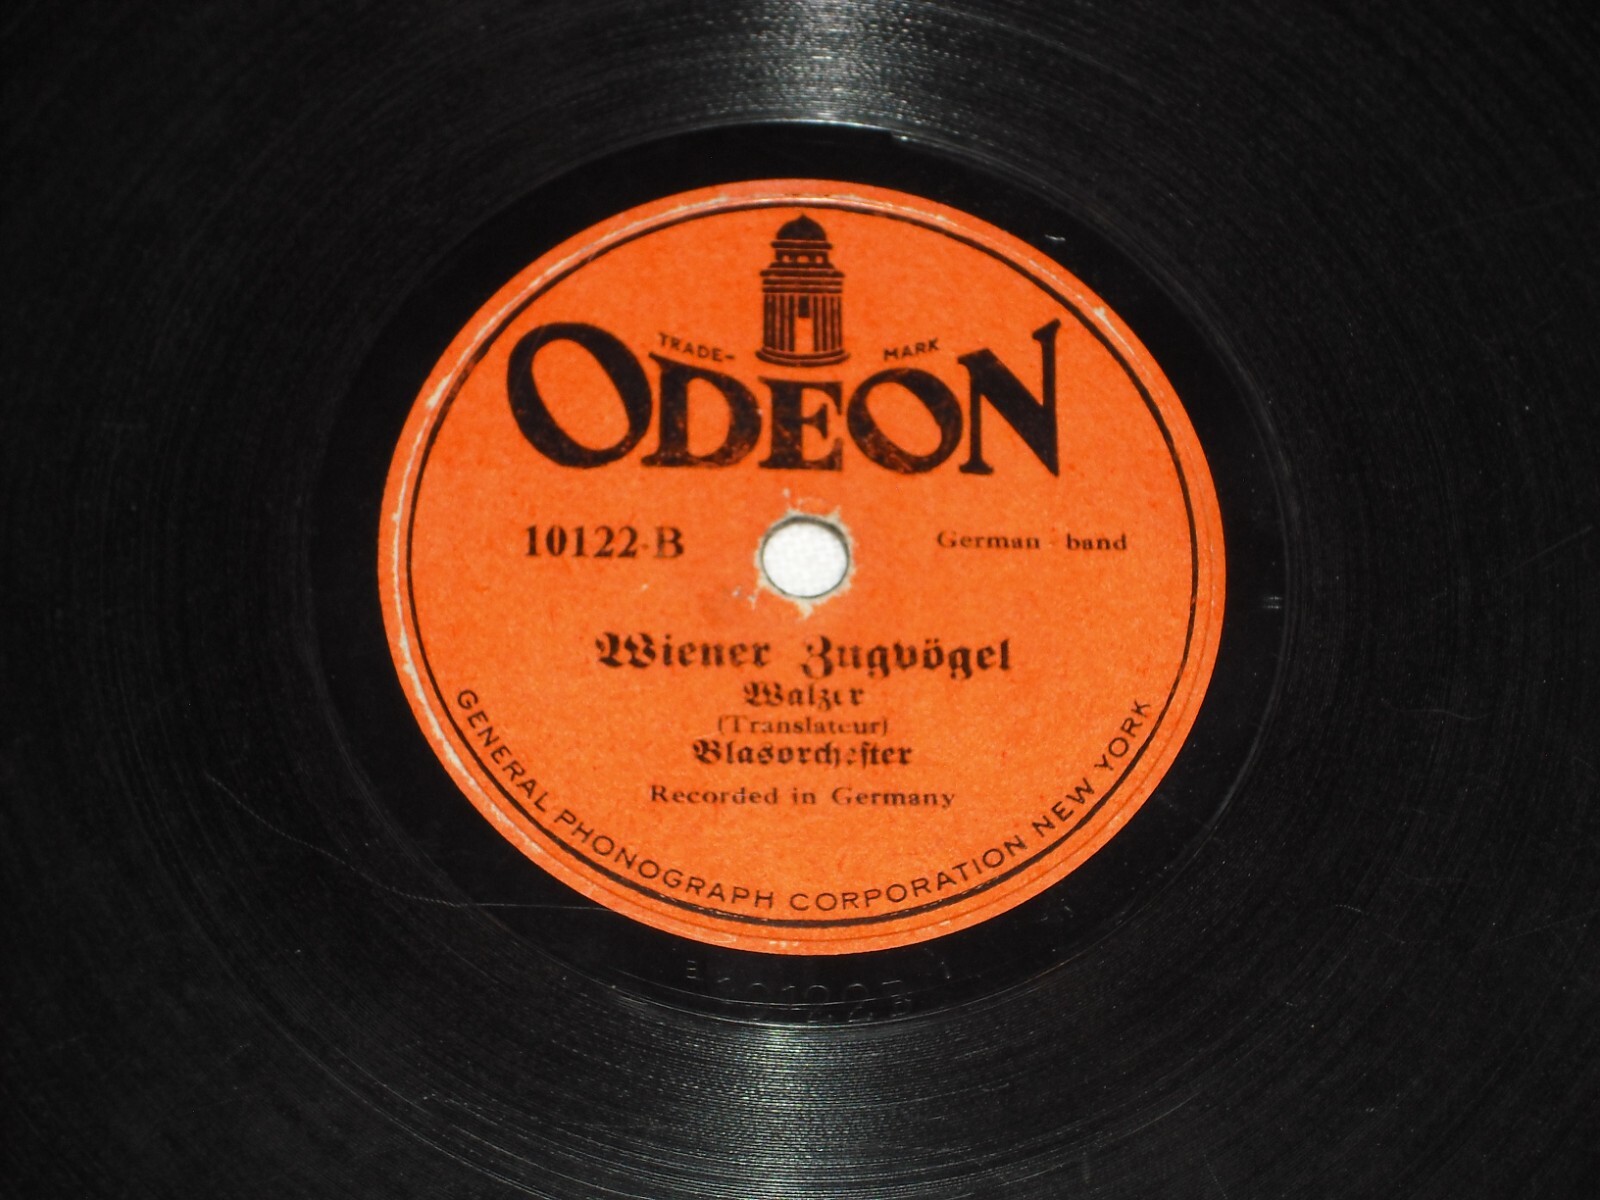 TRADE-MARK
ODEON
10122-B
German band
Wiener Zugvögel
Walzer
(Translateur)
Blasorchester
Recorded in Germany
GENERAL PHONOGRAPH CORPORATION NEW YORK